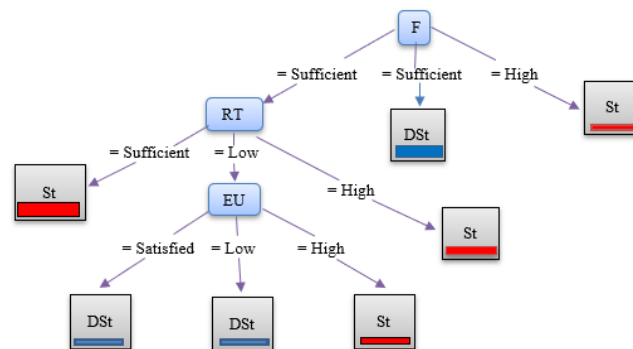 F
= Sufficient
= Sufficient
= High
RT
DSt
St
= Sufficient
= Low
= High
St
EU
St
= Satisfied
= Low
= High
DSt
DSt
St